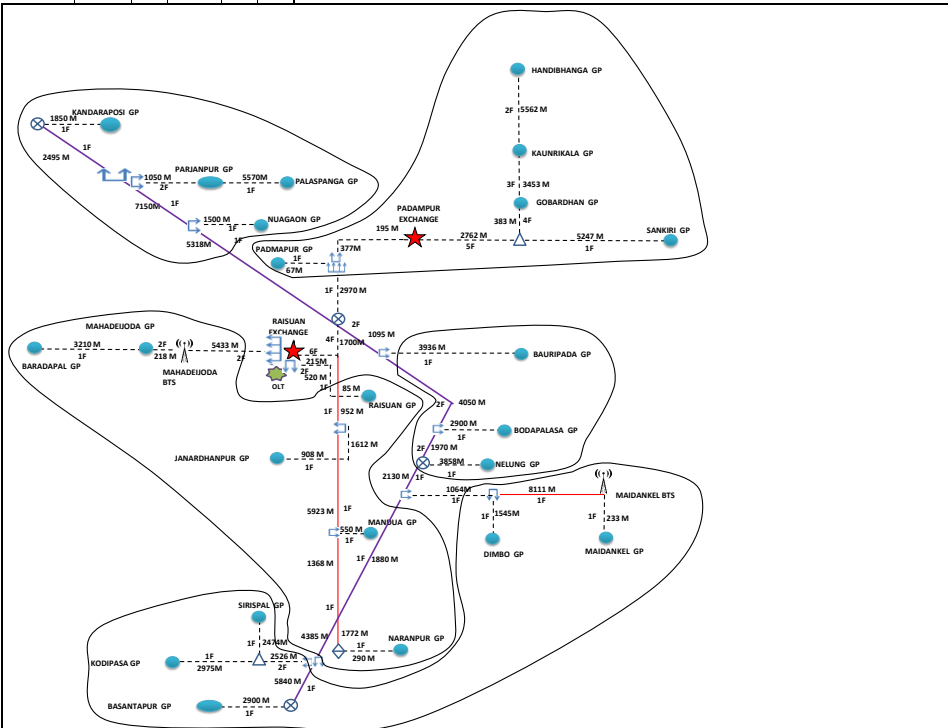 HANDIBHANGA GP
2F 5562 M
KAUNRIKALA GP
3F 3453 M
GOBARDHAN GP
383 M 4F
PADAMPUR
EXCHANGE
195 M
2762 M
5F
5247 M
1F
SANKIRI GP
377M
PADMAPUR GP
1F
67M
1F 2970 M
1850 M
1F
KANDARAPOSI GP
1F
2495 M
PARJANPUR GP
1050 M
2F
5570M
1F
PALASPANGA GP
7150M 1F
1500 M
1F
NUAGAON GP
5318M
1F
2F
4F
1700M
1095 M
3936 M
1F
BAURIPADA GP
RAISUAN
EXCHANGE
6F
215M
2F
520 M
1F
OLT
85 M
RAISUAN GP
MAHADEIJODA GP
3210 M
1F
BARADAPAL GP
2F
218 M
MAHADEIJODA
BTS
5433 M
2F
1F 952 M
1612 M
JANARDHANPUR GP
908 M
1F
2F 4050 M
2900 M
1F
BODAPALASA GP
2F 1970 M
3858M
1F
NELUNG GP
2130 M 1F
1064M
1F
8111 M
1F
MAIDANKEL BTS
1F 1545M
DIMBO GP
1F 233 M
MAIDANKEL GP
5923 M 1F
MANDUA GP
550 M
1F
1368 M
1F 1880M
1F
4385 M
1772 M
1F
290 M
NARANPUR GP
SIRISPAL GP
1F 2474M
KODIPASA GP
1F
2975M
2526 M
2F
5840 M
1F
BASANTAPUR GP
2900 M
1F